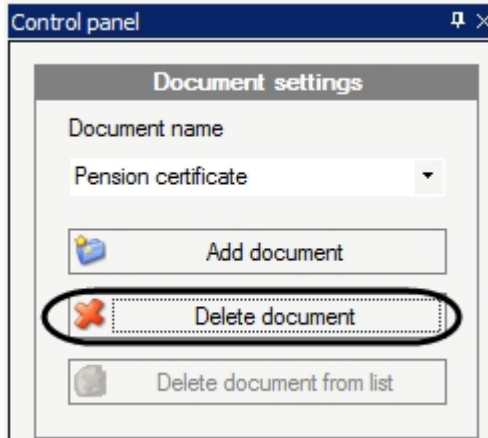 Control panel
Document settings
Document name
Pension certificate
Add document
Delete document
Delete document from list